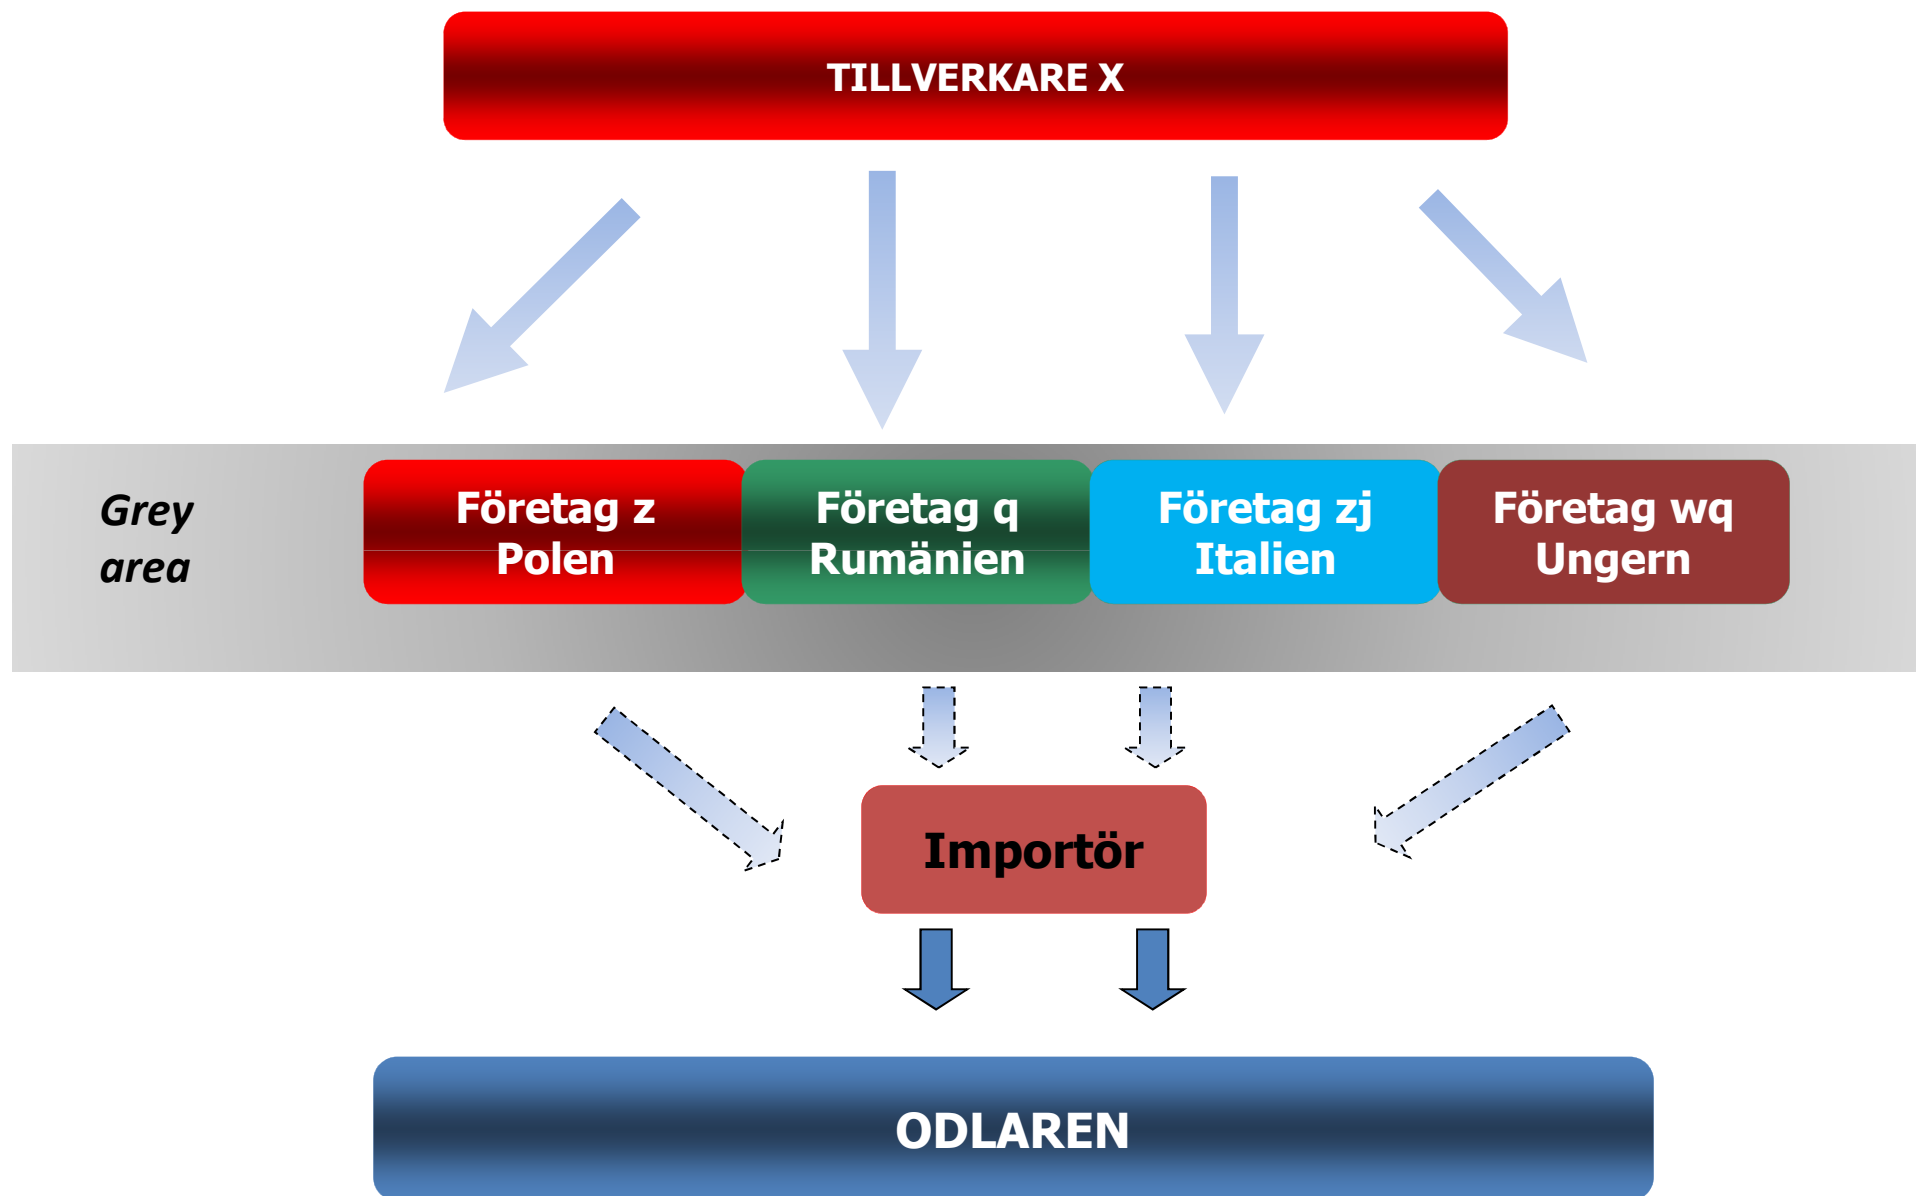 TILLVERKARE X
Grey
area
Företag z
Polen
Företag q
Rumänien
Företag zj
Italien
Företag wq
Ungern
Importör
ODLAREN